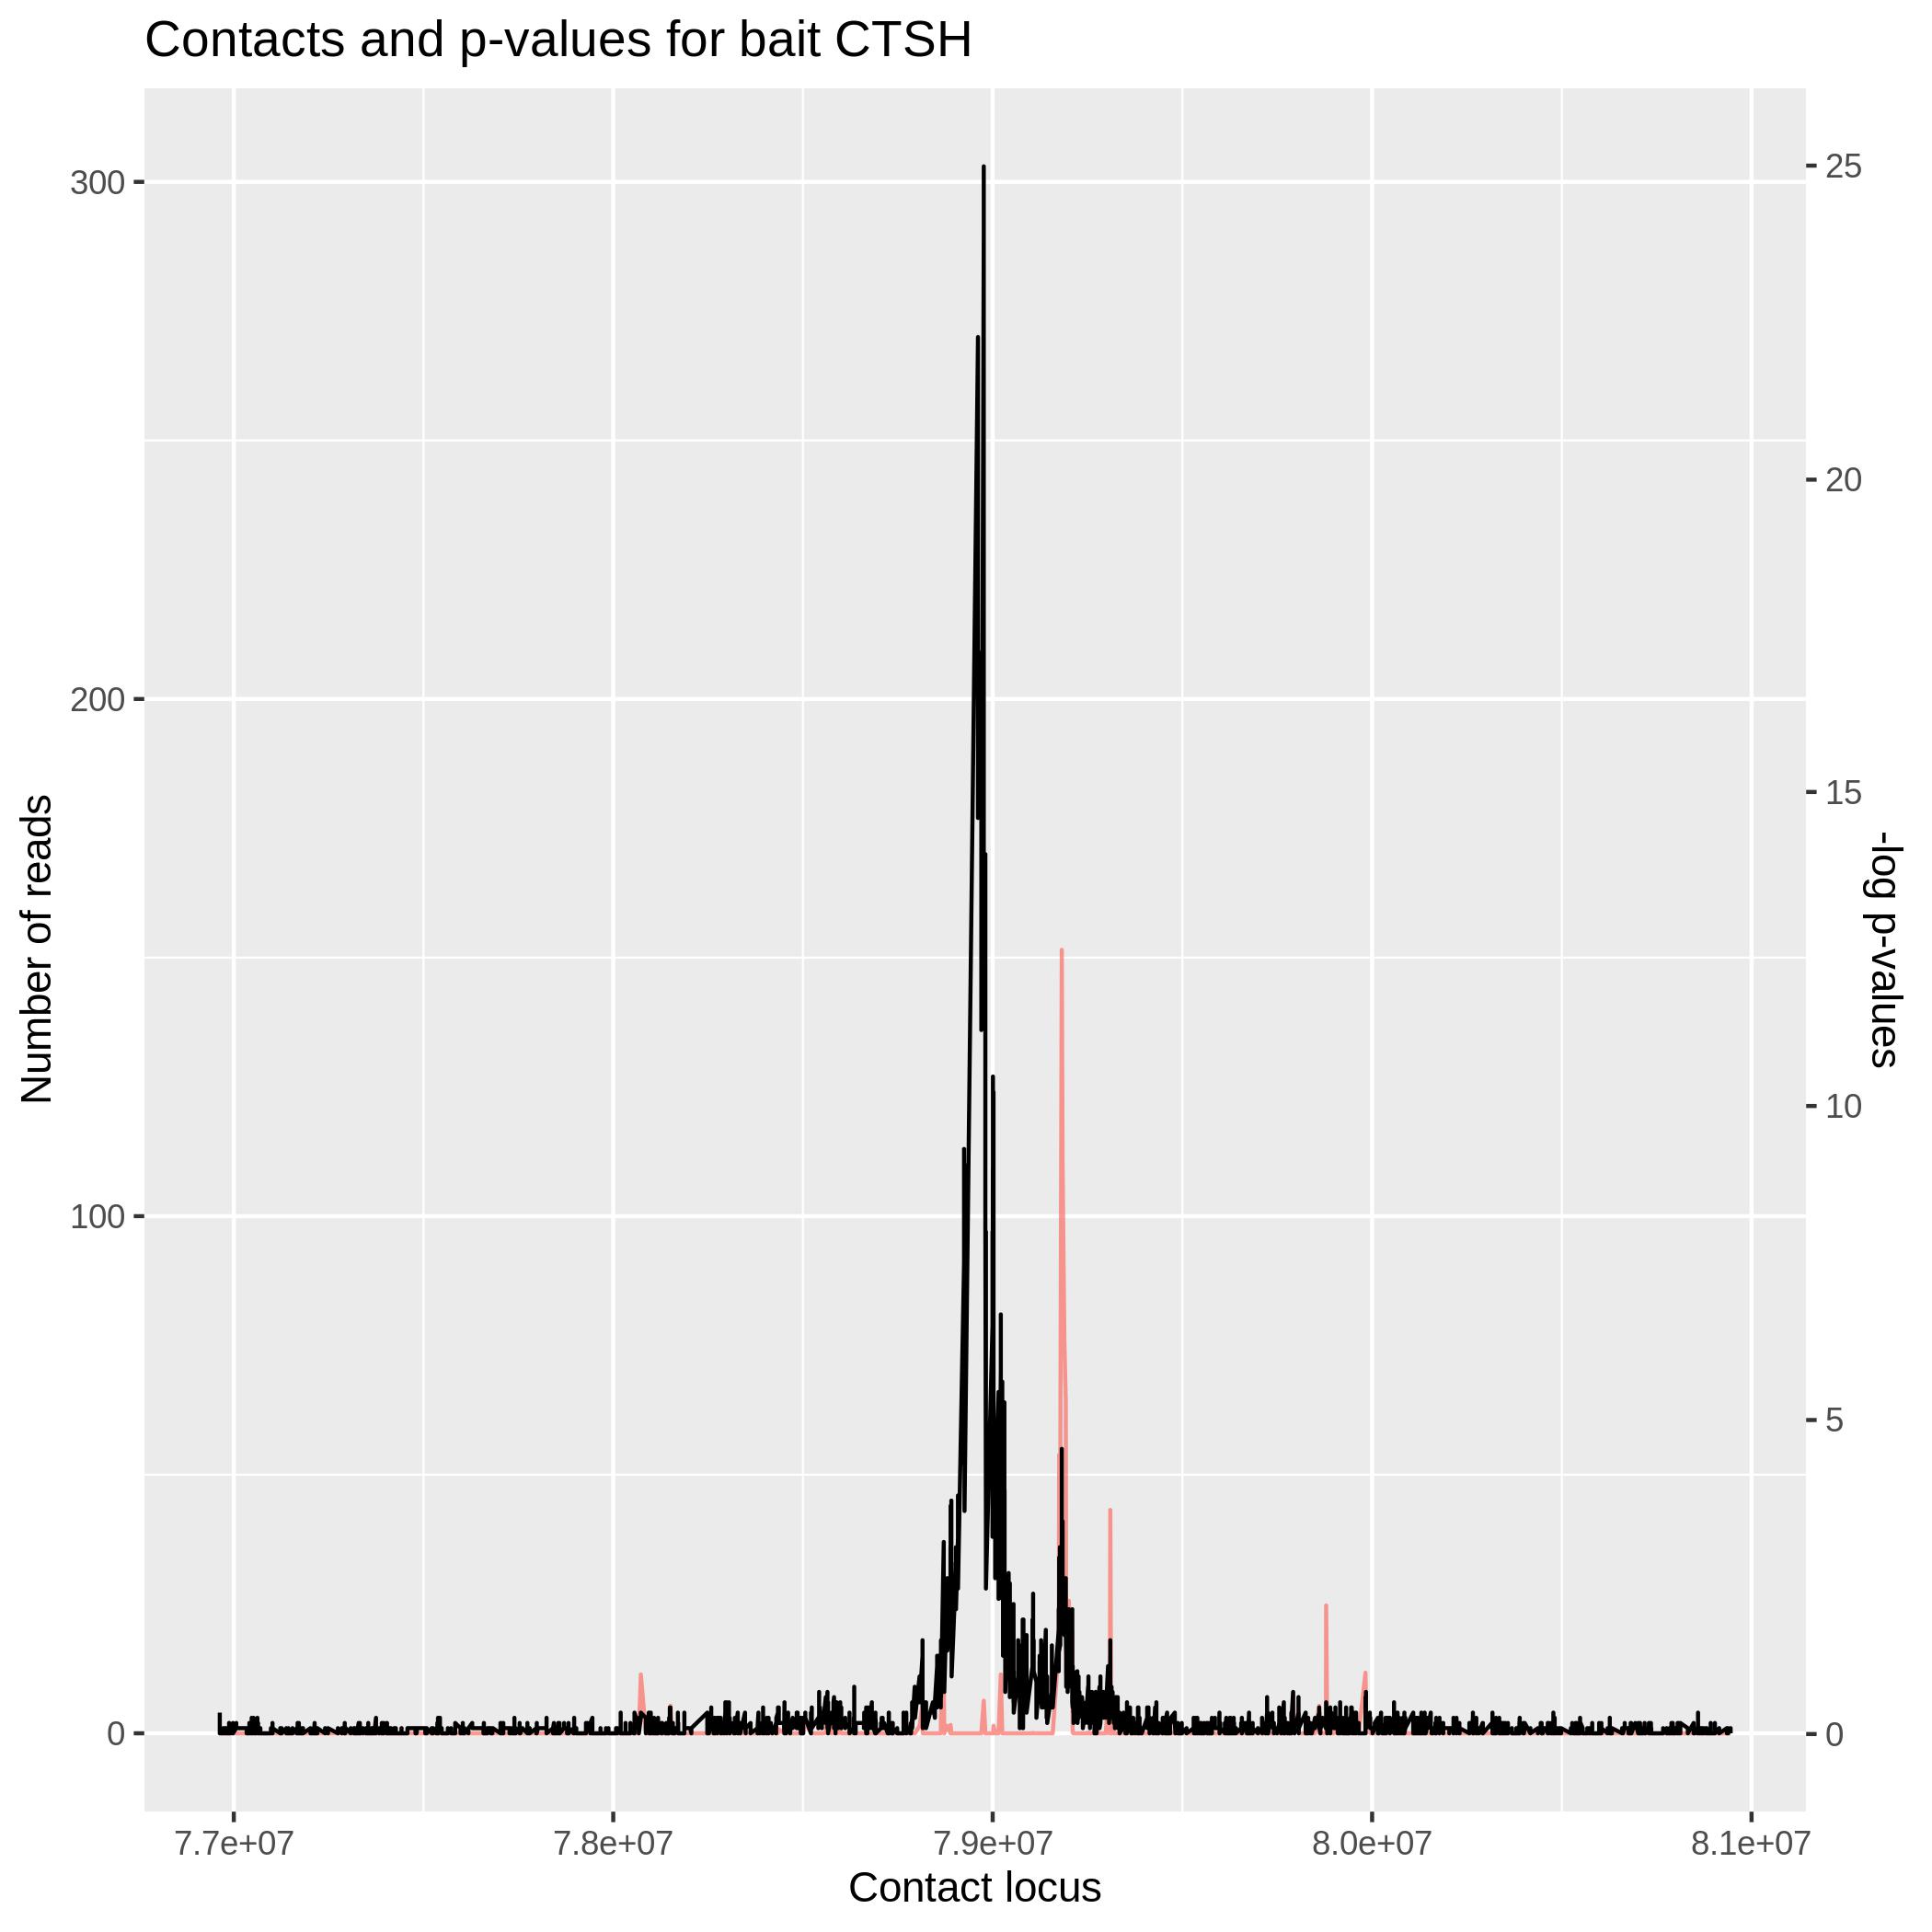 Contacts and p-values for bait CTSH
Number of reads
300
200
100
0
25
20
15
10
5
0
-log p-values
7.7e+07
7.8e+07
7.9e+07
8.0e+07
8.1e+07
Contact locus